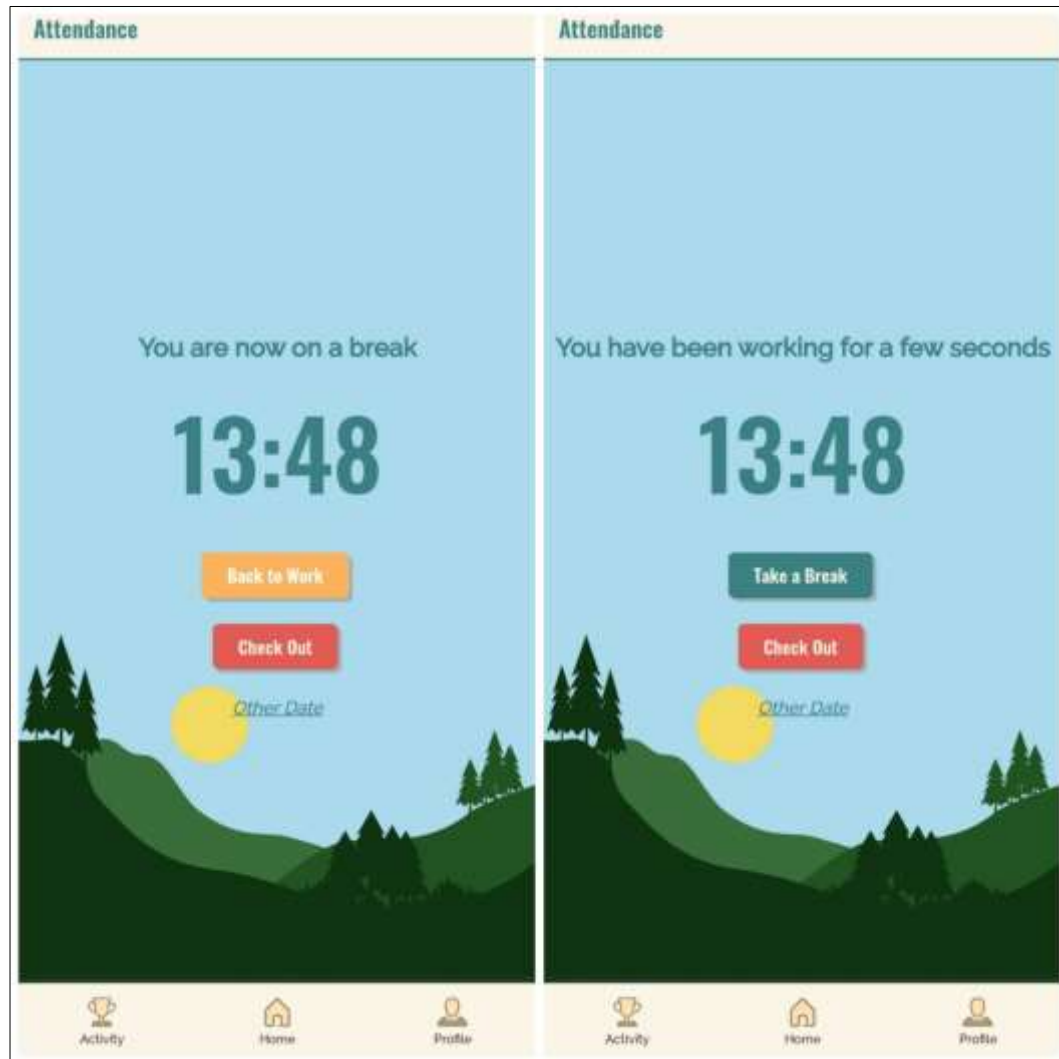 Attendance
You are now on a break
13:48
Back to Work
Check Out
Other Date
Activity Home Profile
Attendance
You have been working for a few seconds
13:48
Take a Break
Check Out
Other Date
Activity Home Profile